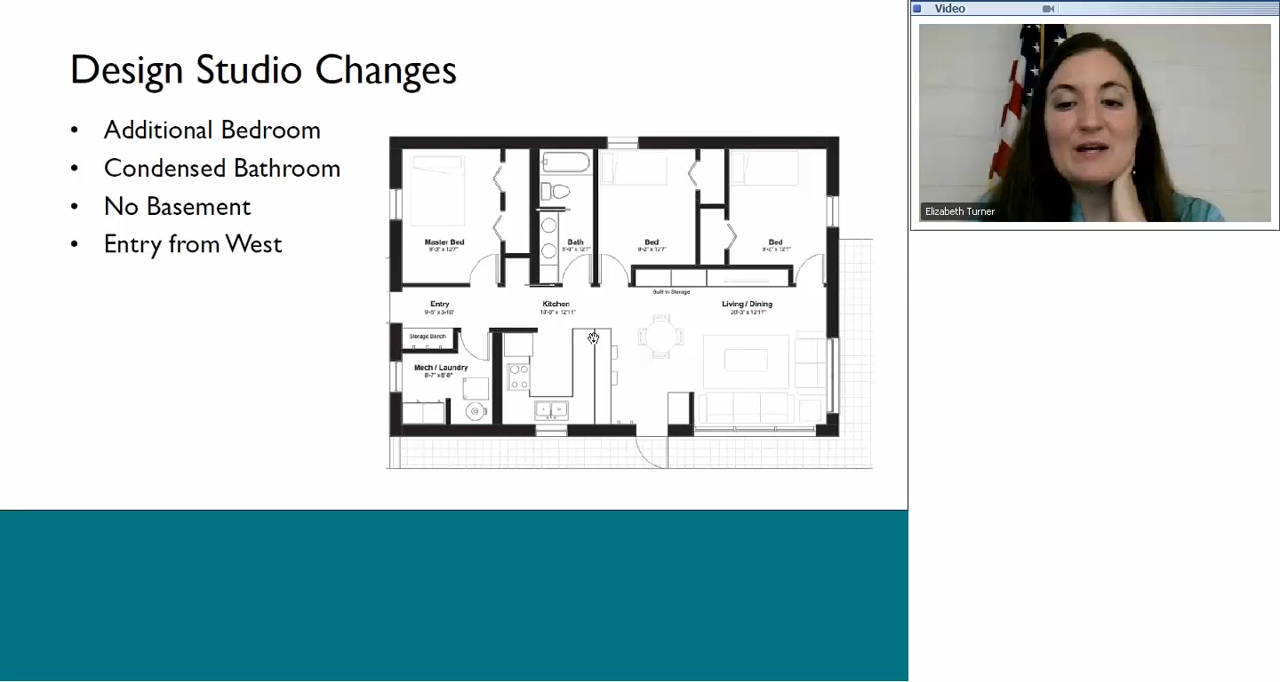 Design Studio Changes
• Additional Bedroom
• Condensed Bathroom
• No Basement
• Entry from West
Master Bed
Bath
Bed
Bed
Built In Storage
Entry
Kitchen
Living / Dining
Storage Bench
Mech / Laundry
Video
Elizabeth Turner